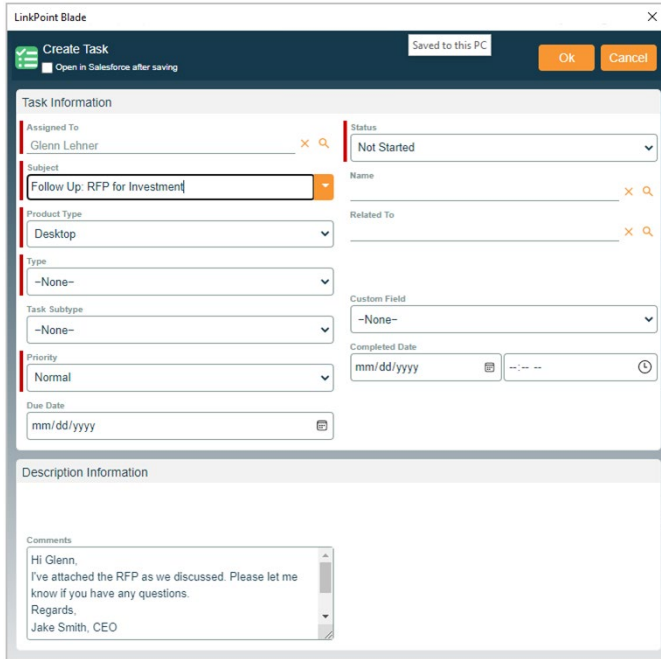 LinkPoint Blade
Create Task
Open in Salesforce after saving
Saved to this PC
Ok
Cancel
Task Information
Assigned To
Glenn Lehner
Subject
Follow Up: RFP for Investment
Product Type
Desktop
Type
–None–
Task Subtype
–None–
Priority
Normal
Due Date
mm/dd/yyyy
Status
Not Started
Name
Related To
Custom Field
–None–
Completed Date
mm/dd/yyyy
--:-- --
Description Information
Comments
Hi Glenn,
I've attached the RFP as we discussed. Please let me
know if you have any questions.
Regards,
Jake Smith, CEO